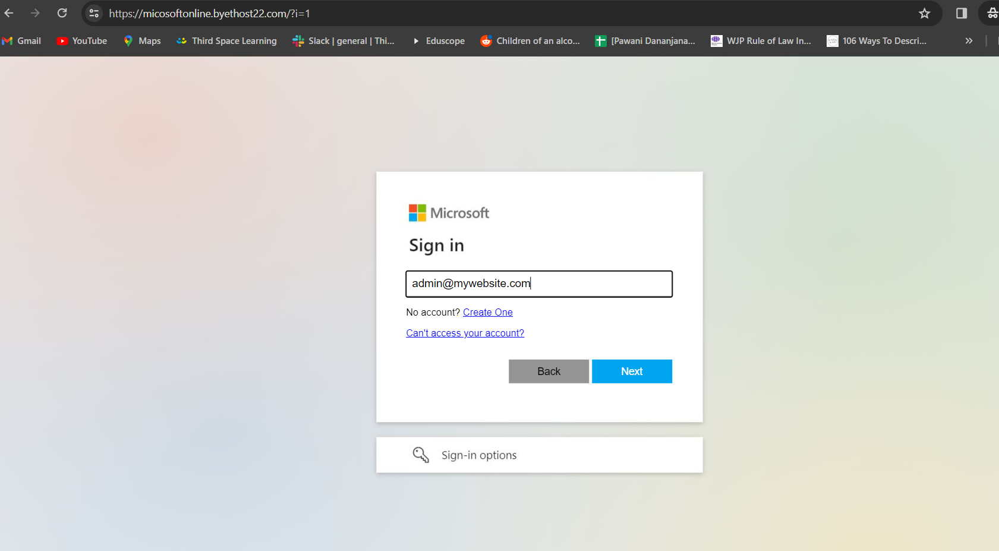 https://micosoftonline.byethost22.com/?i=1
Gmail YouTube Maps Third Space Learning Slack | general | Thi... Eduscope Children of an alco... [Pawani Dananjana... WJP Rule of Law In... 106 Ways To Descri...
Microsoft
Sign in
admin@mywebsite.com
No account? Create One
Can't access your account?
Back Next
Sign-in options